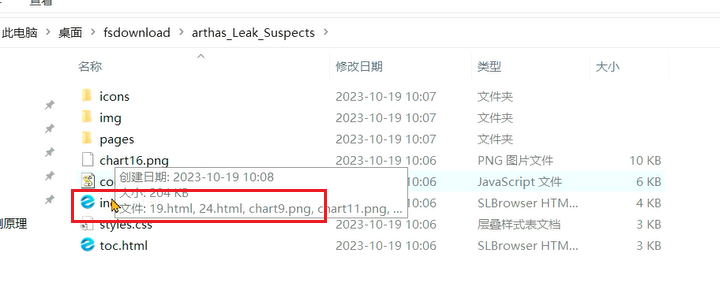 查看
此电脑 > 桌面 > fsdownload > arthas_Leak_Suspects >
名称 修改日期 类型 大小
icons 2023-10-19 10:07 文件夹
img 2023-10-19 10:07 文件夹
pages 2023-10-19 10:07 文件夹
chart16.png 2023-10-19 10:06 PNG 图片文件 10 KB
co 10:06 JavaScript 文件 6 KB
创建日期: 2023-10-19 10:08
大小: 204 KB
文件: 19.html, 24.html, chart9.png, chart11.png, ...
in 10:06 SLBrowser HTM... 4 KB
styles.css 2023-10-19 10:06 层叠样式表文档 3 KB
toc.html 2023-10-19 10:06 SLBrowser HTM... 3 KB
原理